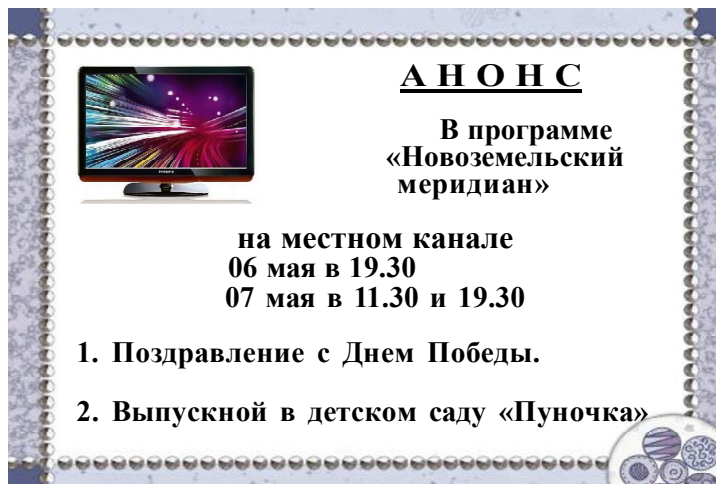 АНОНС
В программе
«Новоземельский
меридиан»
на местном канале
06 мая в 19.30
07 мая в 11.30 и 19.30
1. Поздравление с Днем Победы.
2. Выпускной в детском саду «Пуночка»